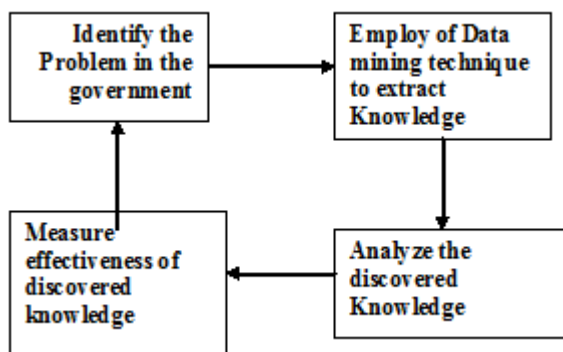 Identify the
Problem in the
government
Employ of Data
mining technique
to extract
Knowledge
Analyze the
discovered
Knowledge
Measure
effectiveness of
discovered
knowledge